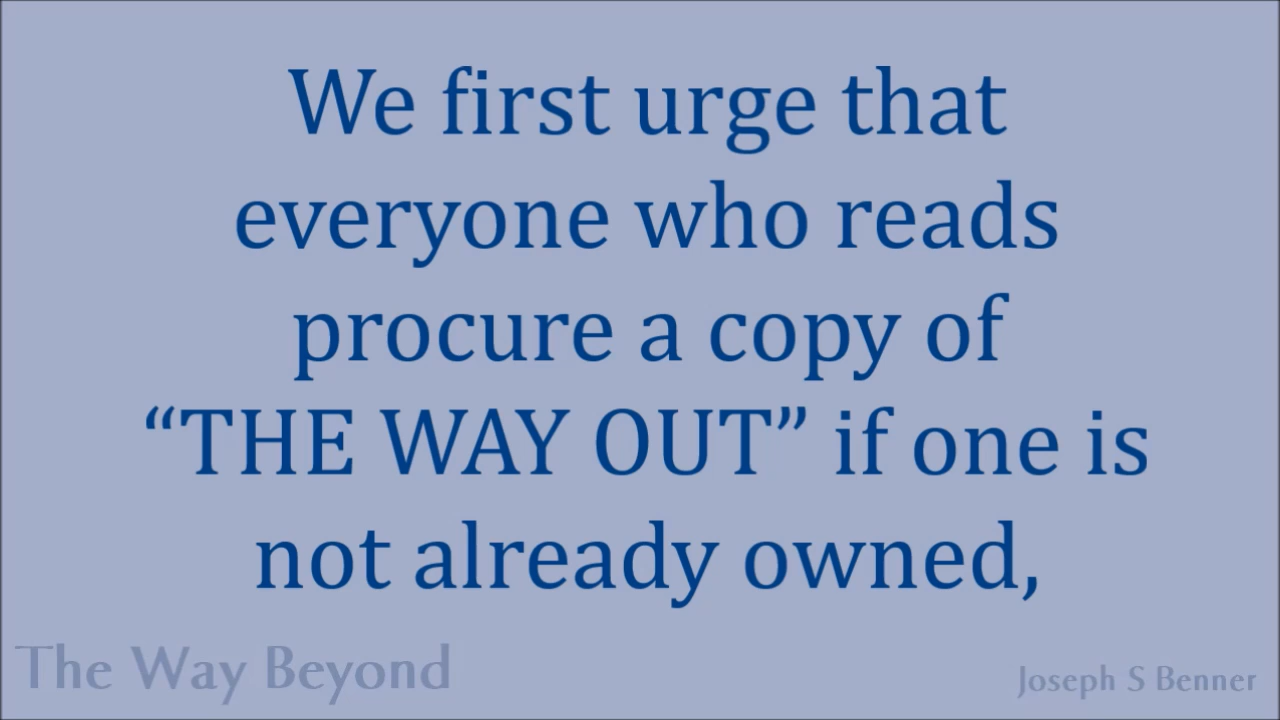 We first urge that
everyone who reads
procure a copy of
“THE WAY OUT” if one is
not already owned,
The Way Beyond
Joseph S Benner